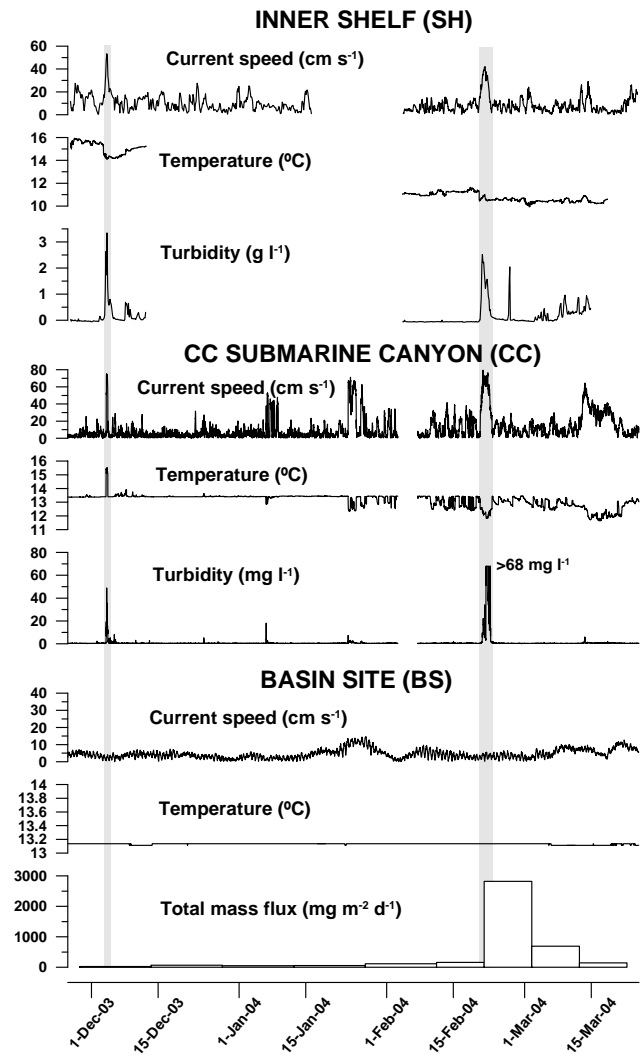 INNER SHELF (SH)
60
40
20
0
Current speed (cm s⁻¹)
16
14
12
10
Temperature (ºC)
3
2
1
0
Turbidity (g l⁻¹)
CC SUBMARINE CANYON (CC)
80
60
40
20
0
Current speed (cm s⁻¹)
16
15
14
13
12
11
Temperature (ºC)
80
60
40
20
0
Turbidity (mg l⁻¹)
>68 mg l⁻¹
BASIN SITE (BS)
40
30
20
10
0
Current speed (cm s⁻¹)
14
13.8
13.6
13.4
13.2
13
Temperature (ºC)
3000
2000
1000
0
Total mass flux (mg m⁻² d⁻¹)
1-Dec-03
15-Dec-03
1-Jan-04
15-Jan-04
1-Feb-04
15-Feb-04
1-Mar-04
15-Mar-04